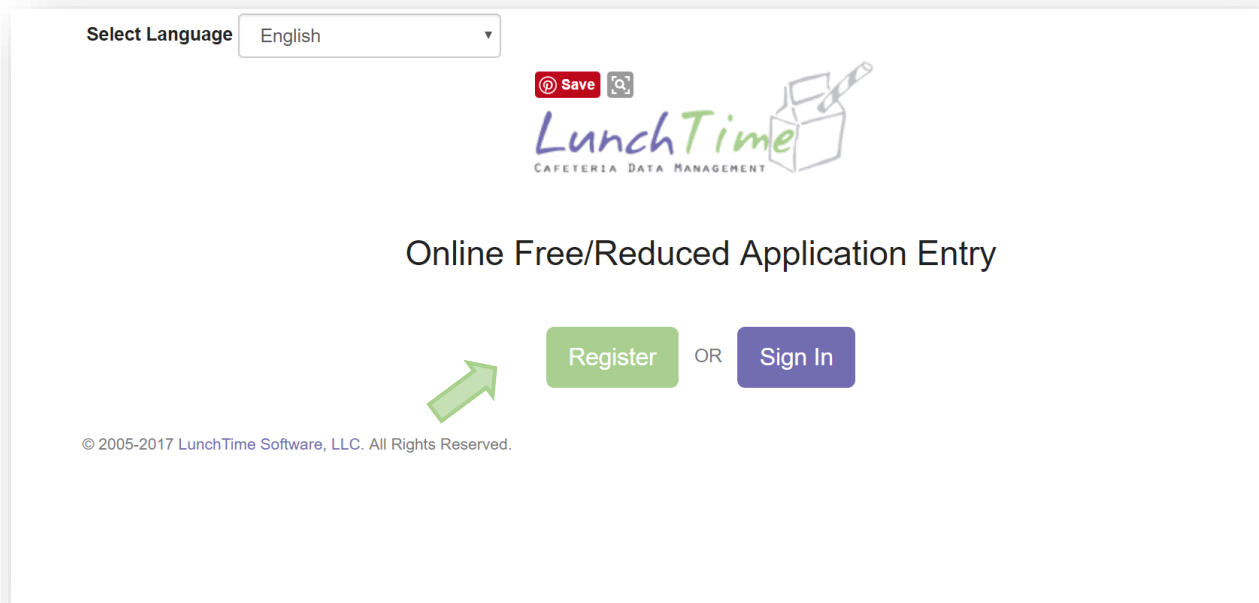 Select Language English
Save
LunchTime
CAFETERIA DATA MANAGEMENT
Online Free/Reduced Application Entry
Register OR Sign In
© 2005-2017 LunchTime Software, LLC. All Rights Reserved.